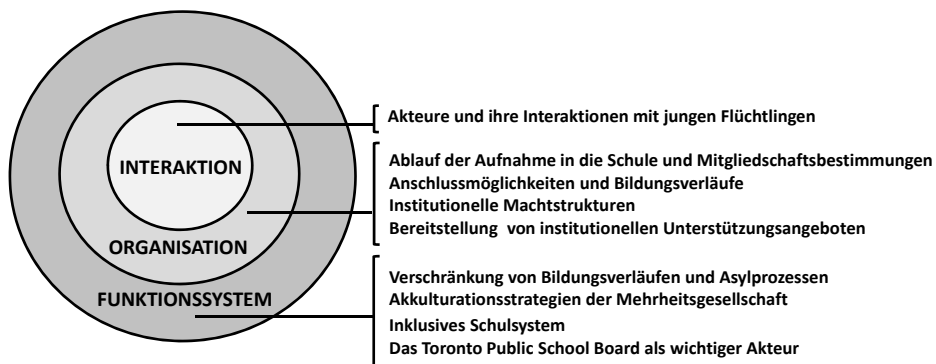 INTERAKTION
ORGANISATION
FUNKTIONSSYSTEM
Akteure und ihre Interaktionen mit jungen Flüchtlingen
Ablauf der Aufnahme in die Schule und Mitgliedschaftsbestimmungen
Anschlussmöglichkeiten und Bildungsverläufe
Institutionelle Machtstrukturen
Bereitstellung von institutionellen Unterstützungsangeboten
Verschränkung von Bildungsverläufen und Asylprozessen
Akkulturationsstrategien der Mehrheitsgesellschaft
Inklusives Schulsystem
Das Toronto Public School Board als wichtiger Akteur